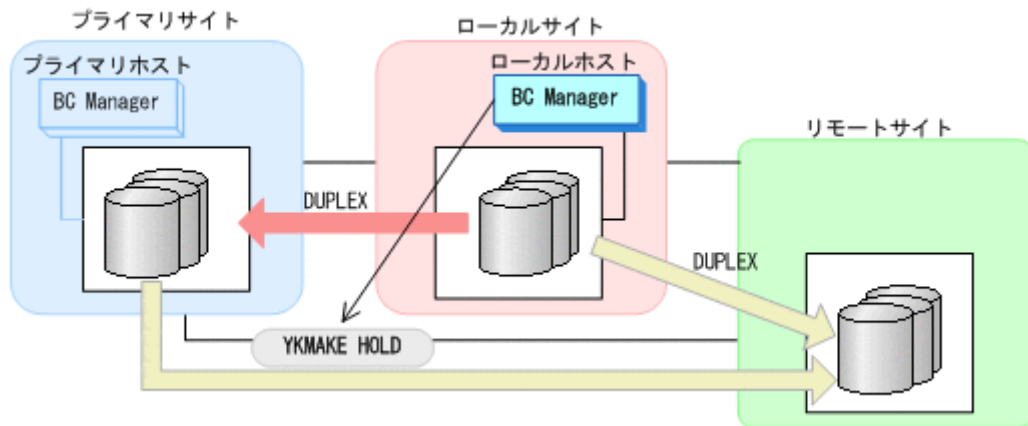 プライマリサイト
ローカルサイト
プライマリホスト
ローカルホスト
BC Manager
BC Manager
リモートサイト
DUPLEX
DUPLEX
YKMAKE HOLD